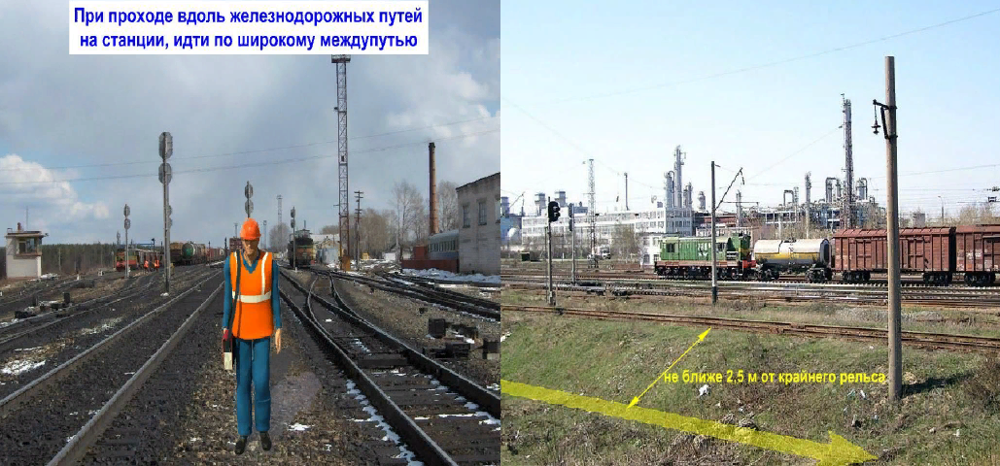 При проходе вдоль железнодорожных путей
на станции, идти по широкому междупутью
не ближе 2,5 м от крайнего рельса